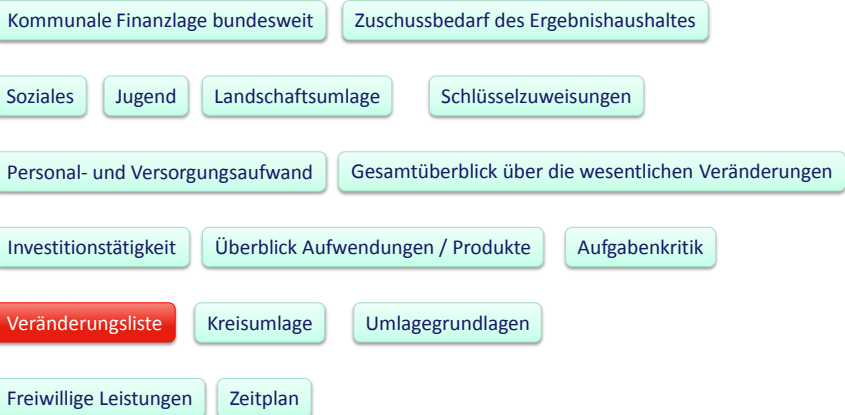 Kommunale Finanzlage bundesweit Zuschussbedarf des Ergebnishaushaltes
Soziales Jugend Landschaftsumlage Schlüsselzuweisungen
Personal- und Versorgungsaufwand Gesamtüberblick über die wesentlichen Veränderungen
Investitionstätigkeit Überblick Aufwendungen / Produkte Aufgabenkritik
Veränderungsliste Kreisumlage Umlagegrundlagen
Freiwillige Leistungen Zeitplan